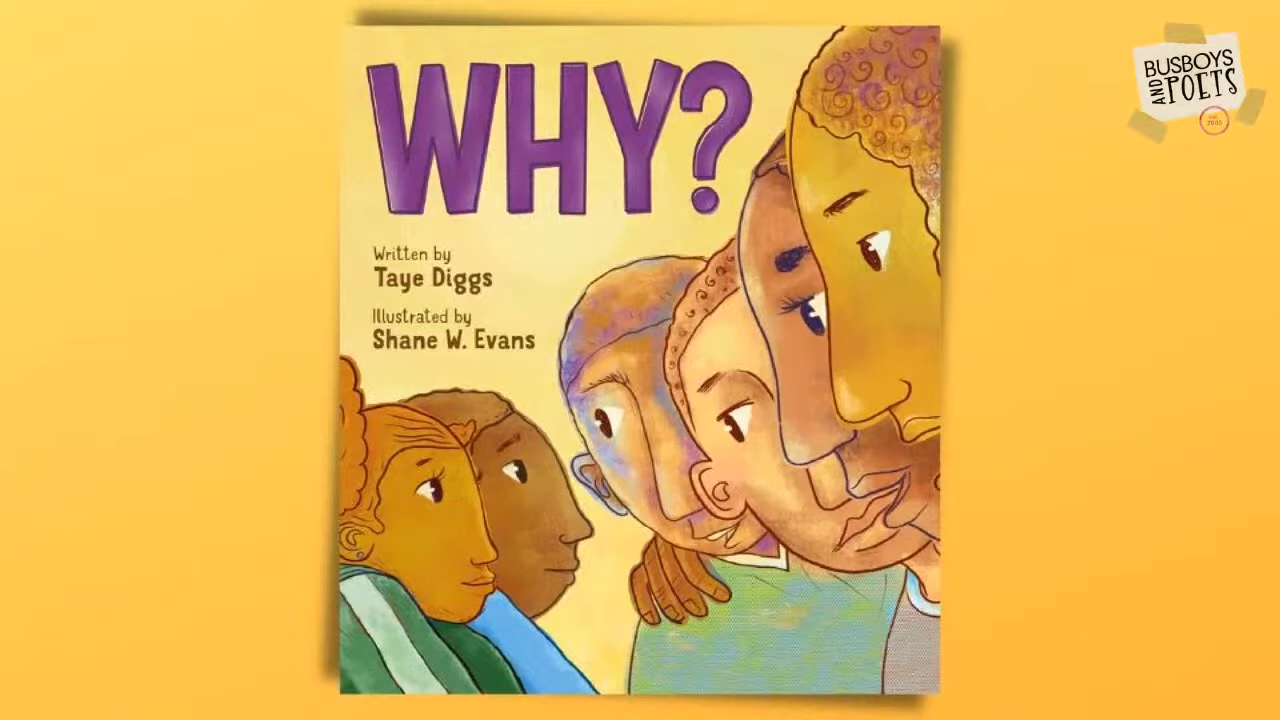 WHY?
Written by
Taye Diggs
Illustrated by
Shane W. Evans
BUSBOYS
AND POETS